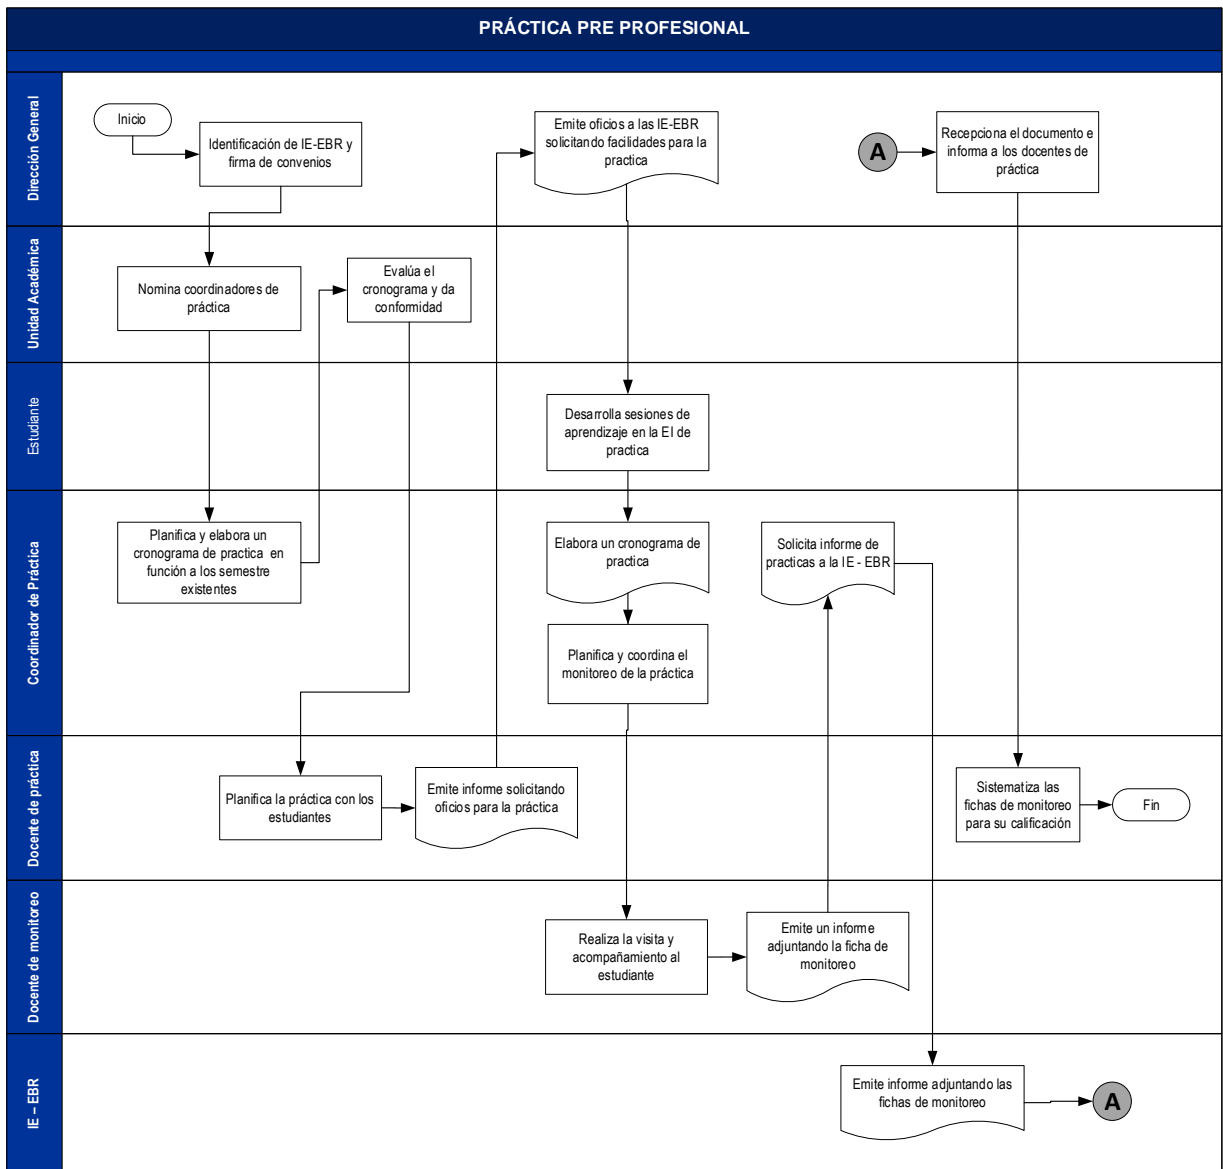 PRÁCTICA PRE PROFESIONAL
Dirección General
Inicio
Identificación de IE-EBR y
firma de convenios
Emite oficios a las IE-EBR
solicitando facilidades para la
practica
A
Recepciona el documento e
informa a los docentes de
práctica
Unidad Académica
Nomina coordinadores de
práctica
Evalúa el
cronograma y da
conformidad
Estudiante
Desarrolla sesiones de
aprendizaje en la EI de
practica
Coordinador de Práctica
Planifica y elabora un
cronograma de practica en
función a los semestre
existentes
Elabora un cronograma de
practica
Solicita informe de
practicas a la IE - EBR
Planifica y coordina el
monitoreo de la práctica
Docente de práctica
Planifica la práctica con los
estudiantes
Emite informe solicitando
oficios para la práctica
Sistematiza las
fichas de monitoreo
para su calificación
Fin
Docente de monitoreo
Realiza la visita y
acompañamiento al
estudiante
Emite un informe
adjuntando la ficha de
monitoreo
IE – EBR
Emite informe adjuntando las
fichas de monitoreo
A